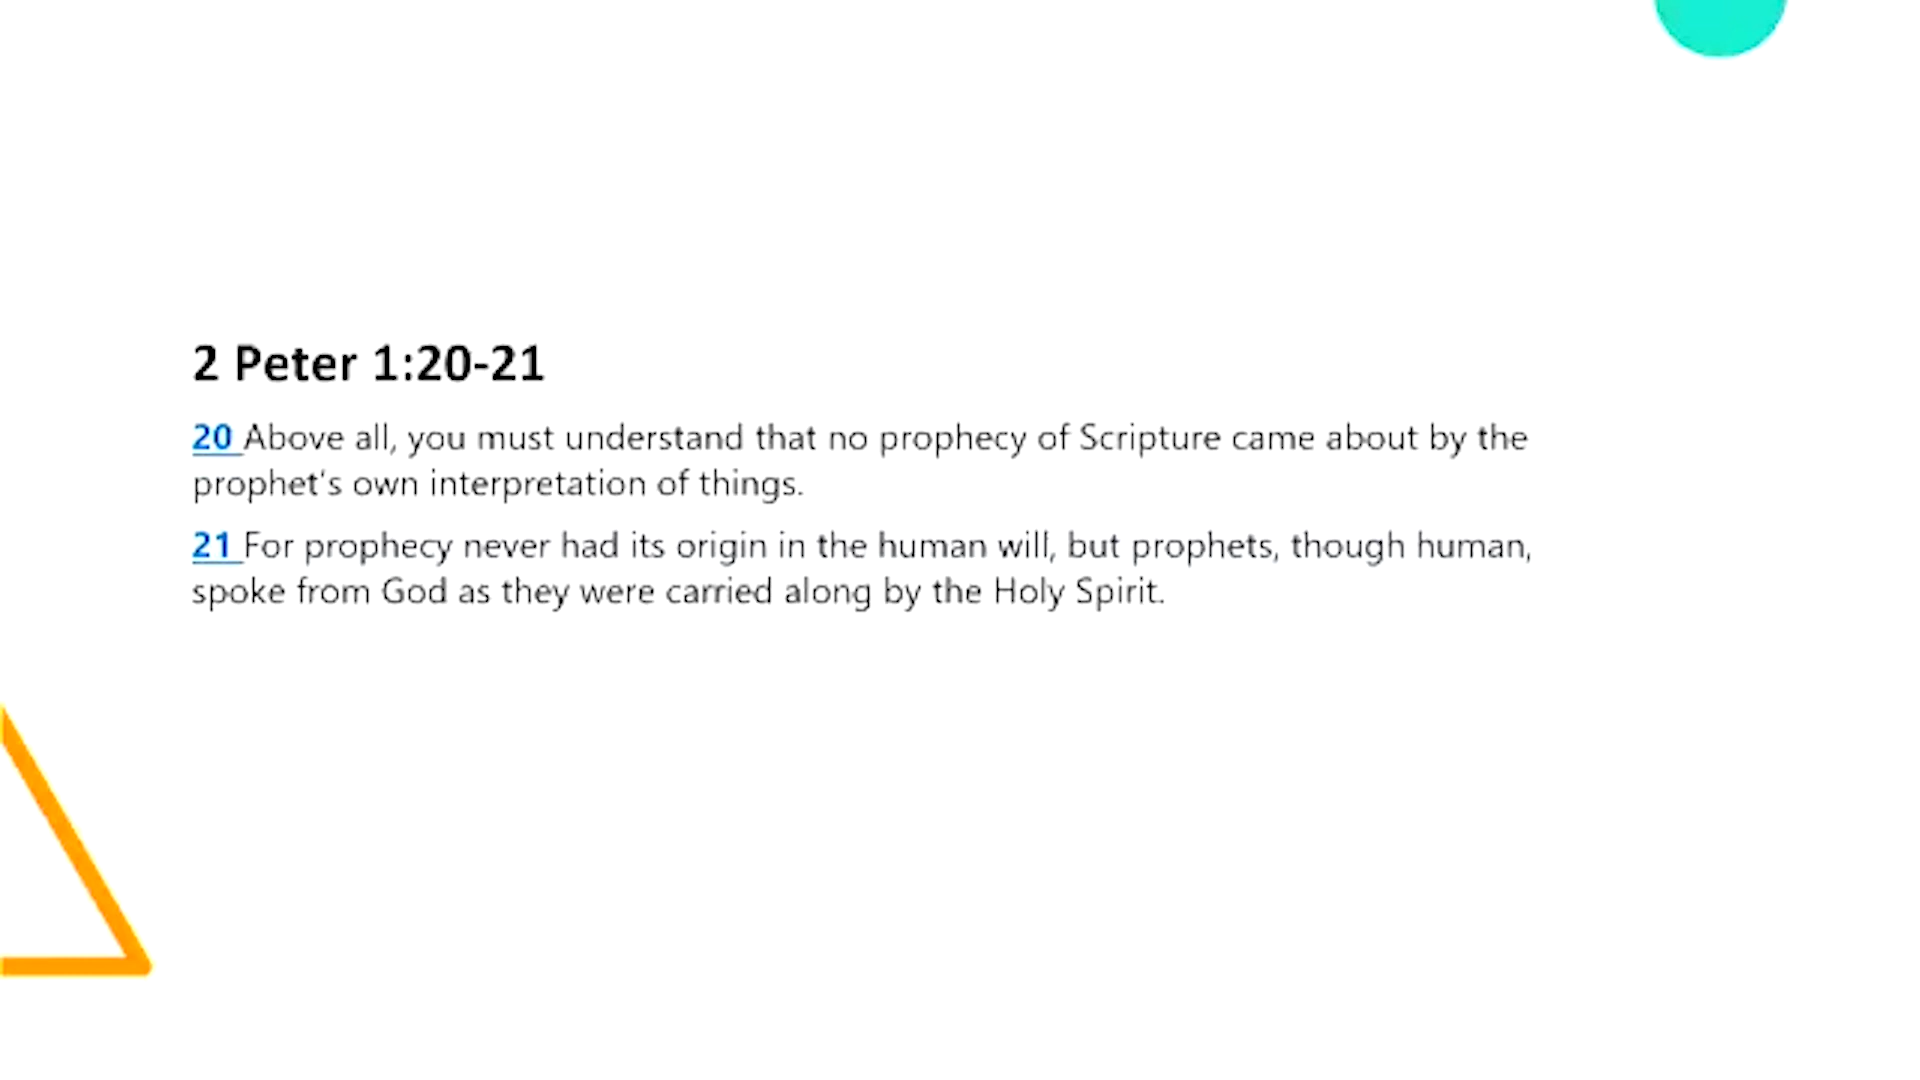 2 Peter 1:20-21
20 Above all, you must understand that no prophecy of Scripture came about by the
prophet's own interpretation of things.
21 For prophecy never had its origin in the human will, but prophets, though human,
spoke from God as they were carried along by the Holy Spirit.